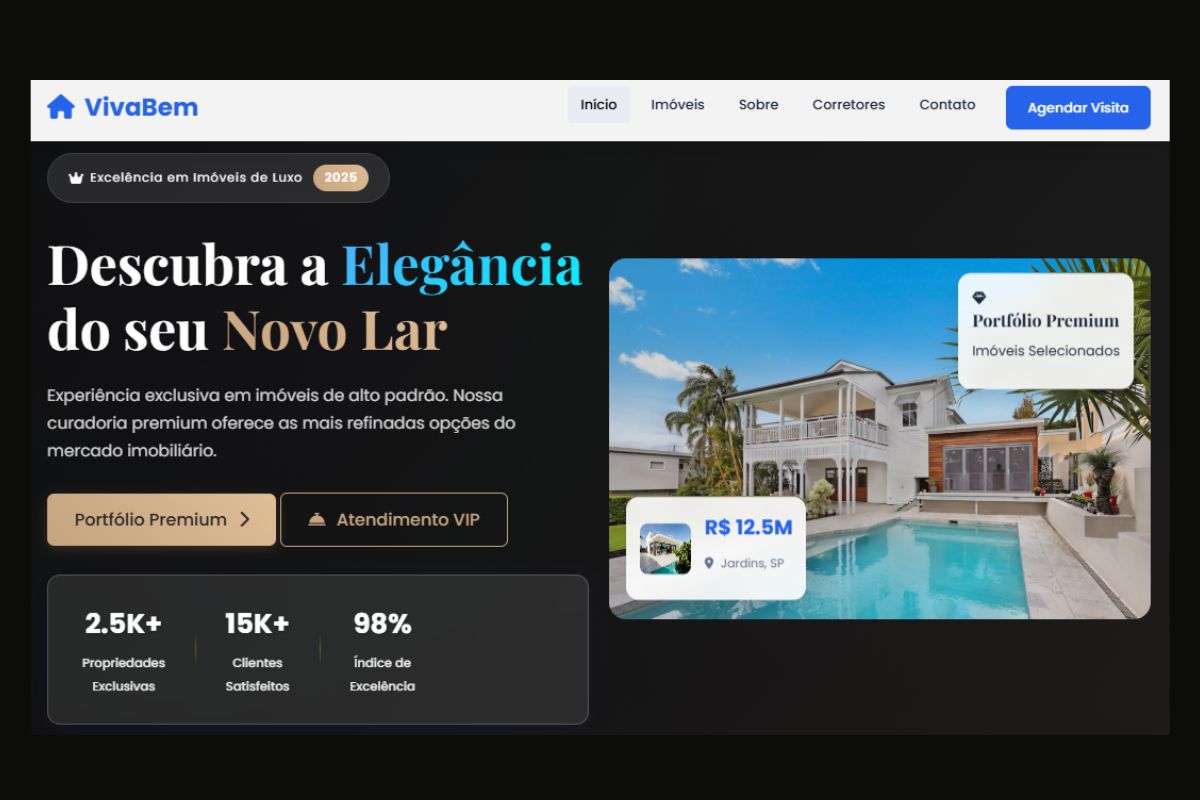 VivaBem
Início
Imóveis
Sobre
Corretores
Contato
Agendar Visita
Excelência em Imóveis de Luxo 2025
Descubra a Elegância
do seu Novo Lar
Experiência exclusiva em imóveis de alto padrão. Nossa
curadoria premium oferece as mais refinadas opções do
mercado imobiliário.
Portfólio Premium
Atendimento VIP
2.5K+
Propriedades
Exclusivas
15K+
Clientes
Satisfeitos
98%
Índice de
Excelência
Portfólio Premium
Imóveis Selecionados
R$ 12.5M
Jardins, SP